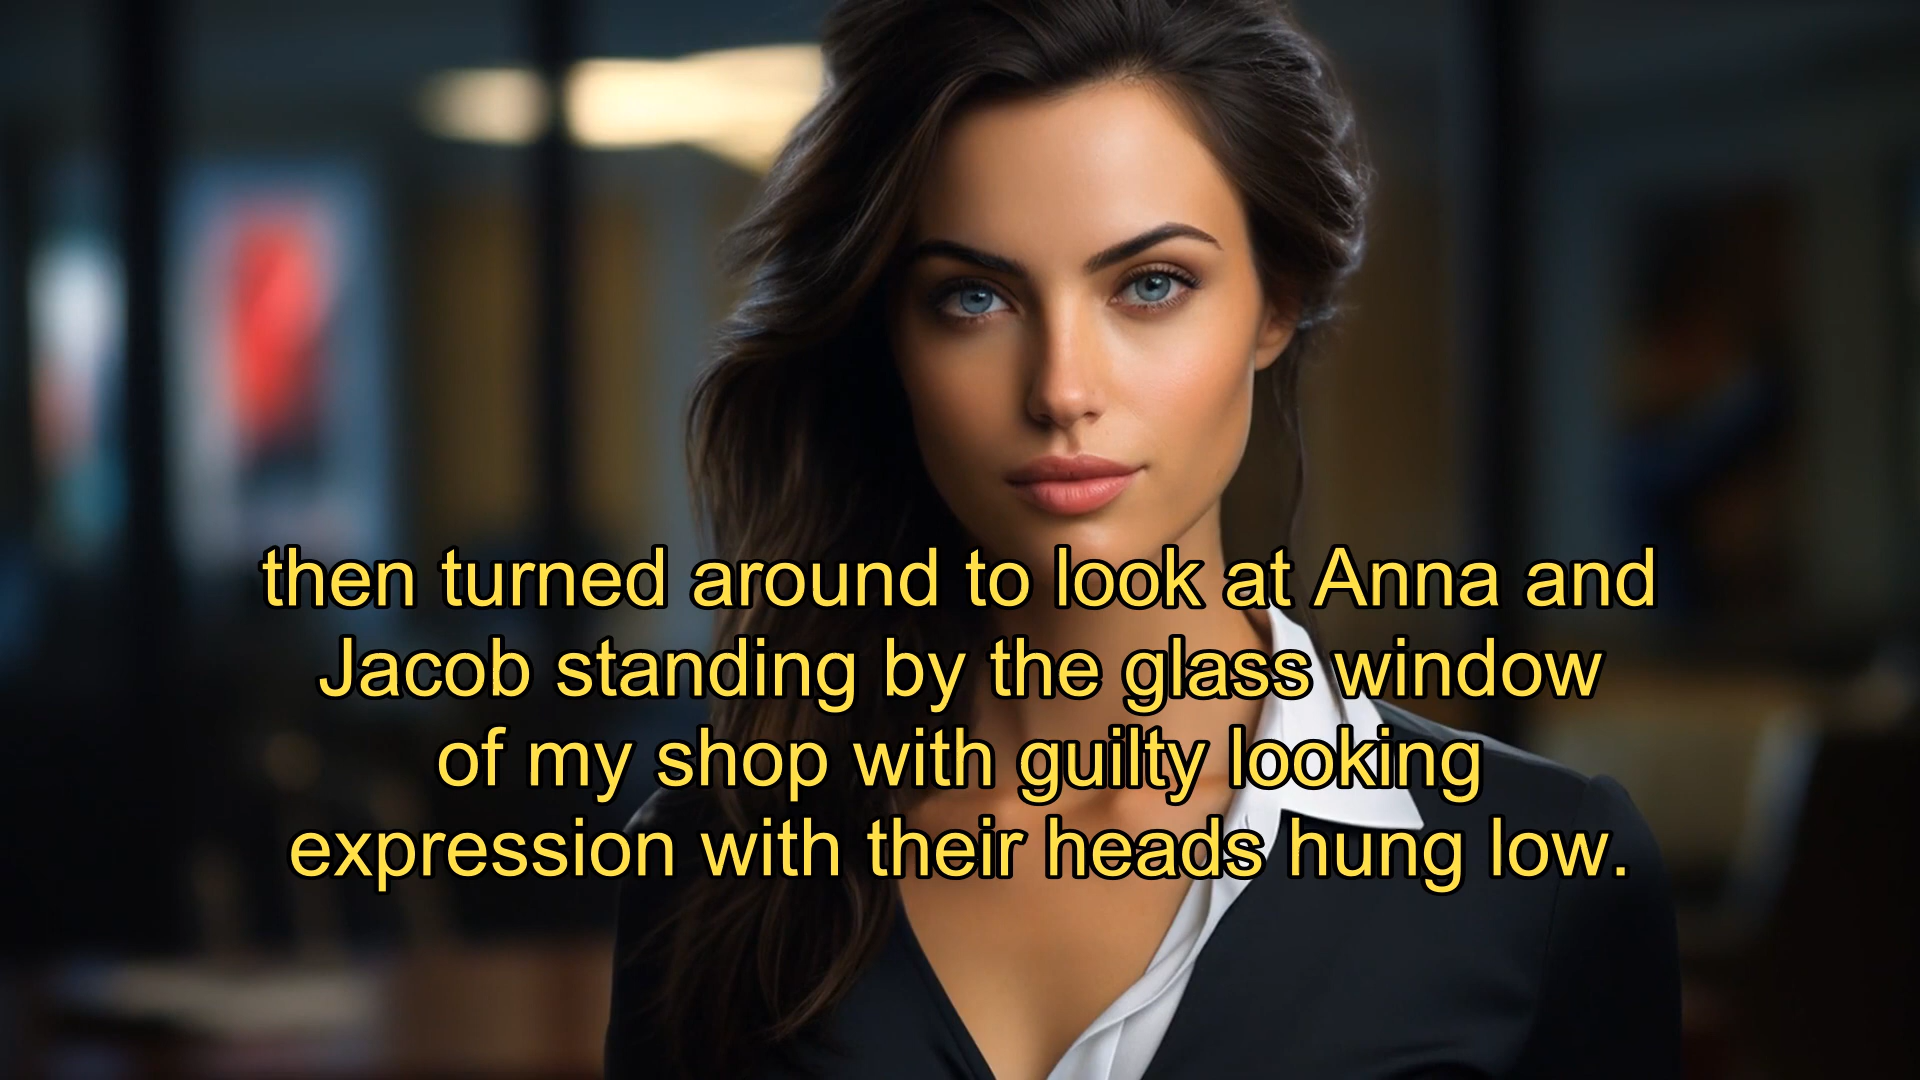 then turned around to look at Anna and
Jacob standing by the glass window
of my shop with guilty looking
expression with their heads hung low.